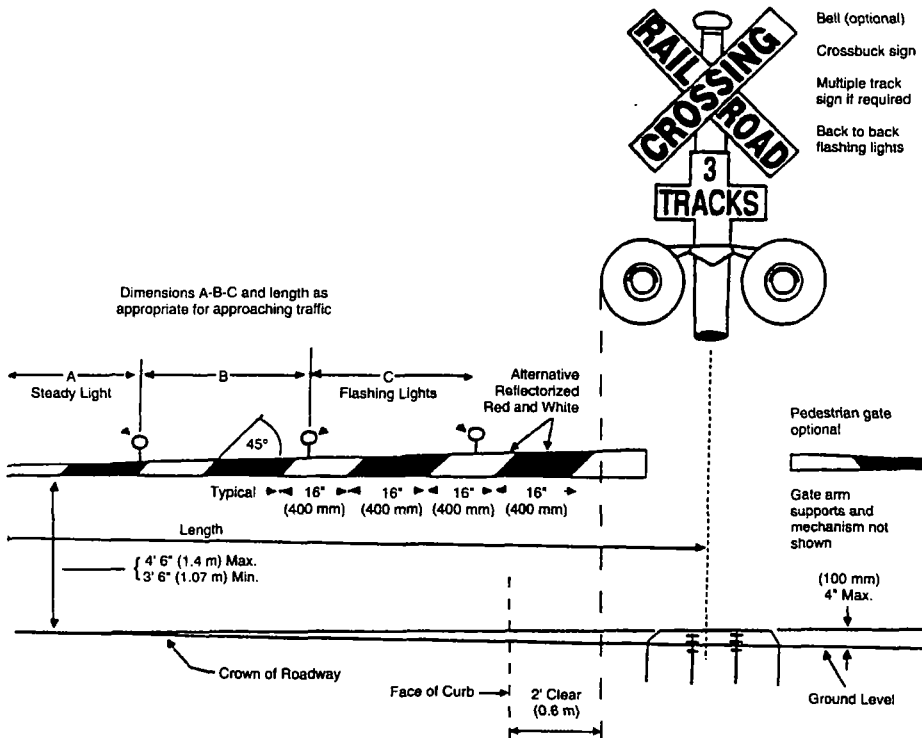 RAIL
ROAD
CROSSING
3
TRACKS
Bell (optional)
Crossbuck sign
Multiple track
sign if required
Back to back
flashing lights
Dimensions A-B-C and length as
appropriate for approaching traffic
A
Steady Light
B
C
Flashing Lights
Alternative
Reflectorized
Red and White
45°
Pedestrian gate
optional
Typical
16"
(400 mm)
16"
(400 mm)
16"
(400 mm)
16"
(400 mm)
Gate arm
supports and
mechanism not
shown
Length
4' 6" (1.4 m) Max.
3' 6" (1.07 m) Min.
(100 mm)
4" Max.
Crown of Roadway
Face of Curb
2' Clear
(0.6 m)
Ground Level